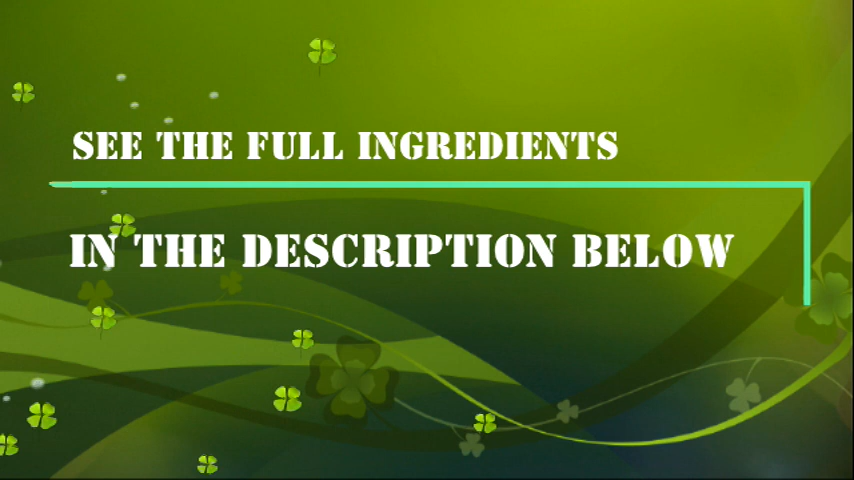 SEE THE FULL INGREDIENTS
IN THE DESCRIPTION BELOW